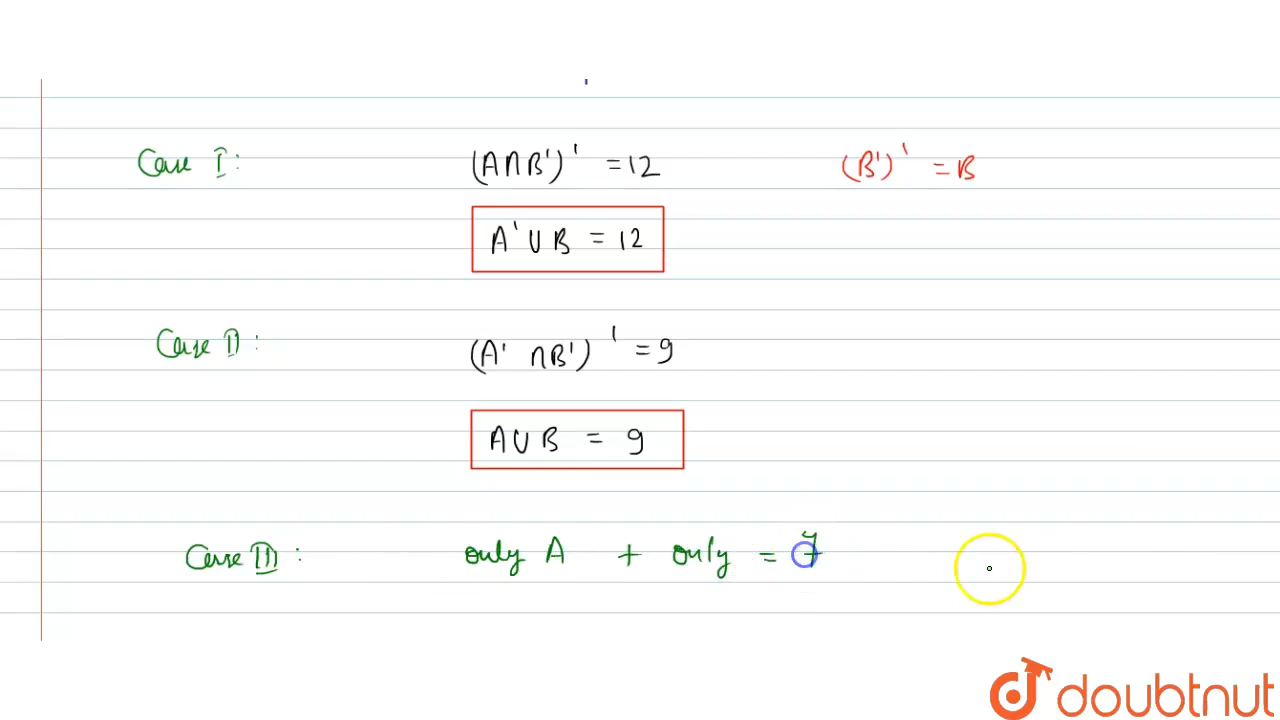 Case I: (A∩B')' = 12 (B')' = B
A'∪B = 12
Case II: (A' ∩B')' = 9
A∪B = 9
Case III: only A + only = 7
doubtnut